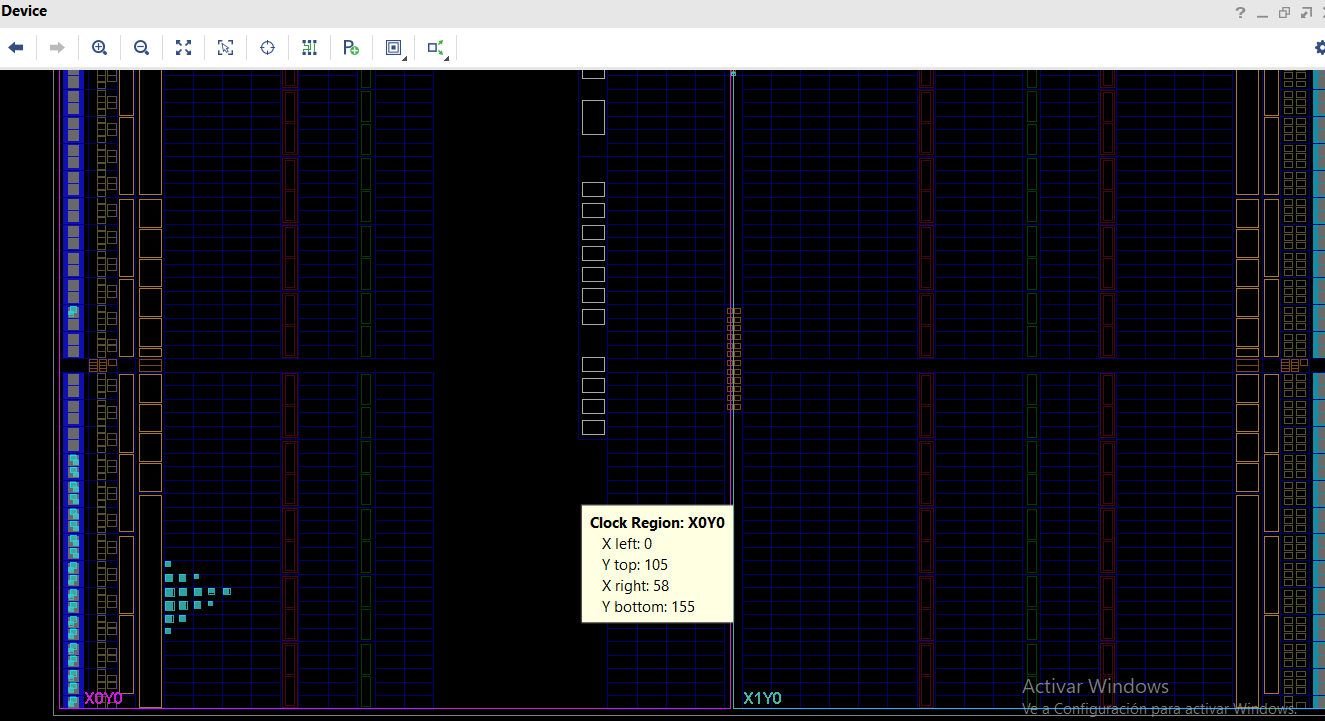 Device
?
Clock Region: X0Y0
X left: 0
Y top: 105
X right: 58
Y bottom: 155
X0Y0
X1Y0
Activar Windows
Ve a Configuración para activar Windows.